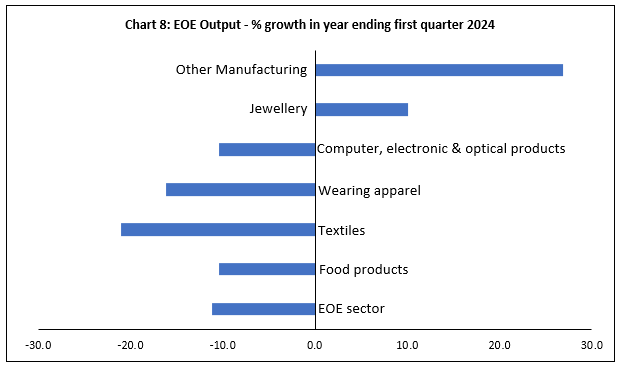 Chart 8: EOE Output - % growth in year ending first quarter 2024
Other Manufacturing
Jewellery
Computer, electronic & optical products
Wearing apparel
Textiles
Food products
EOE sector
-30.0 -20.0 -10.0 0.0 10.0 20.0 30.0